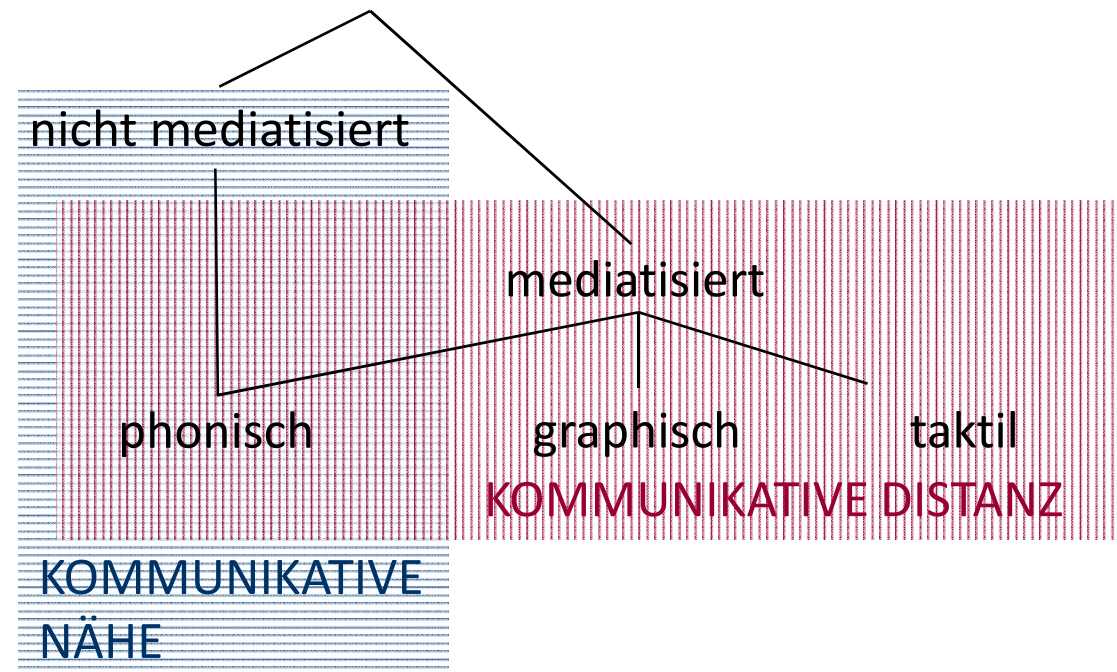 nicht mediatisiert
mediatisiert
phonisch graphisch taktil
KOMMUNIKATIVE DISTANZ
KOMMUNIKATIVE
NÄHE